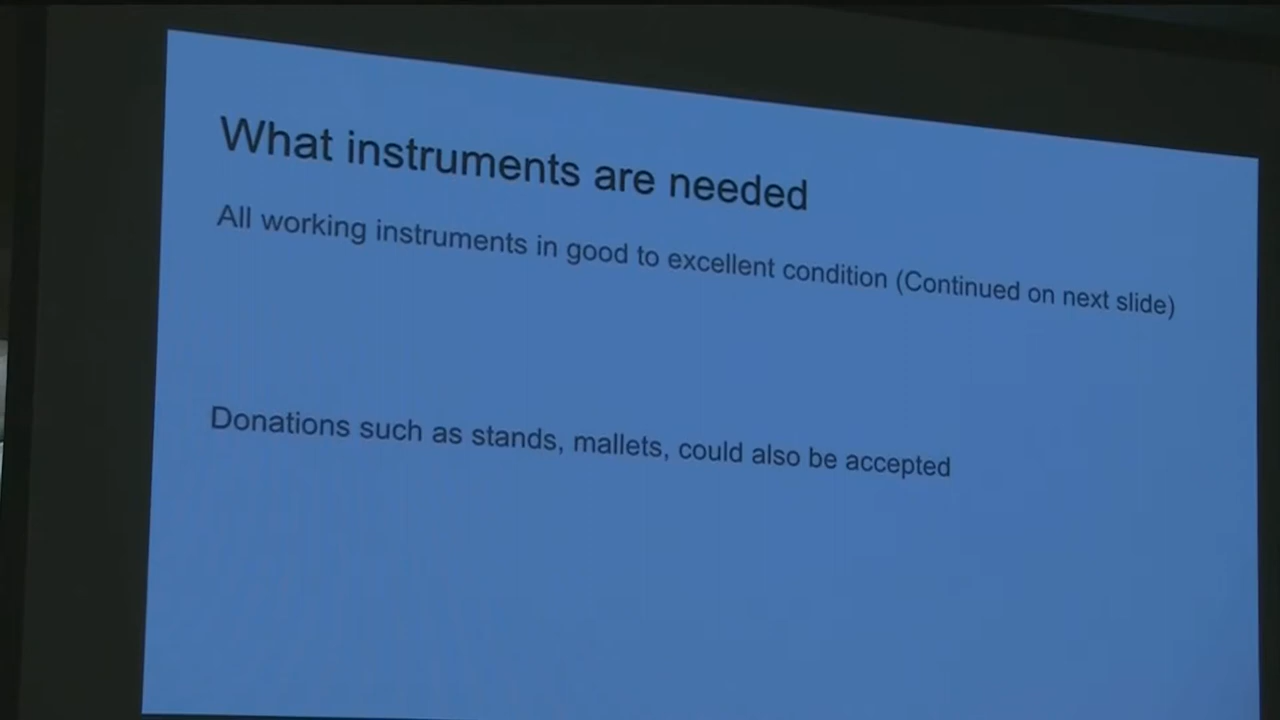 What instruments are needed
All working instruments in good to excellent condition (Continued on next slide)
Donations such as stands, mallets, could also be accepted